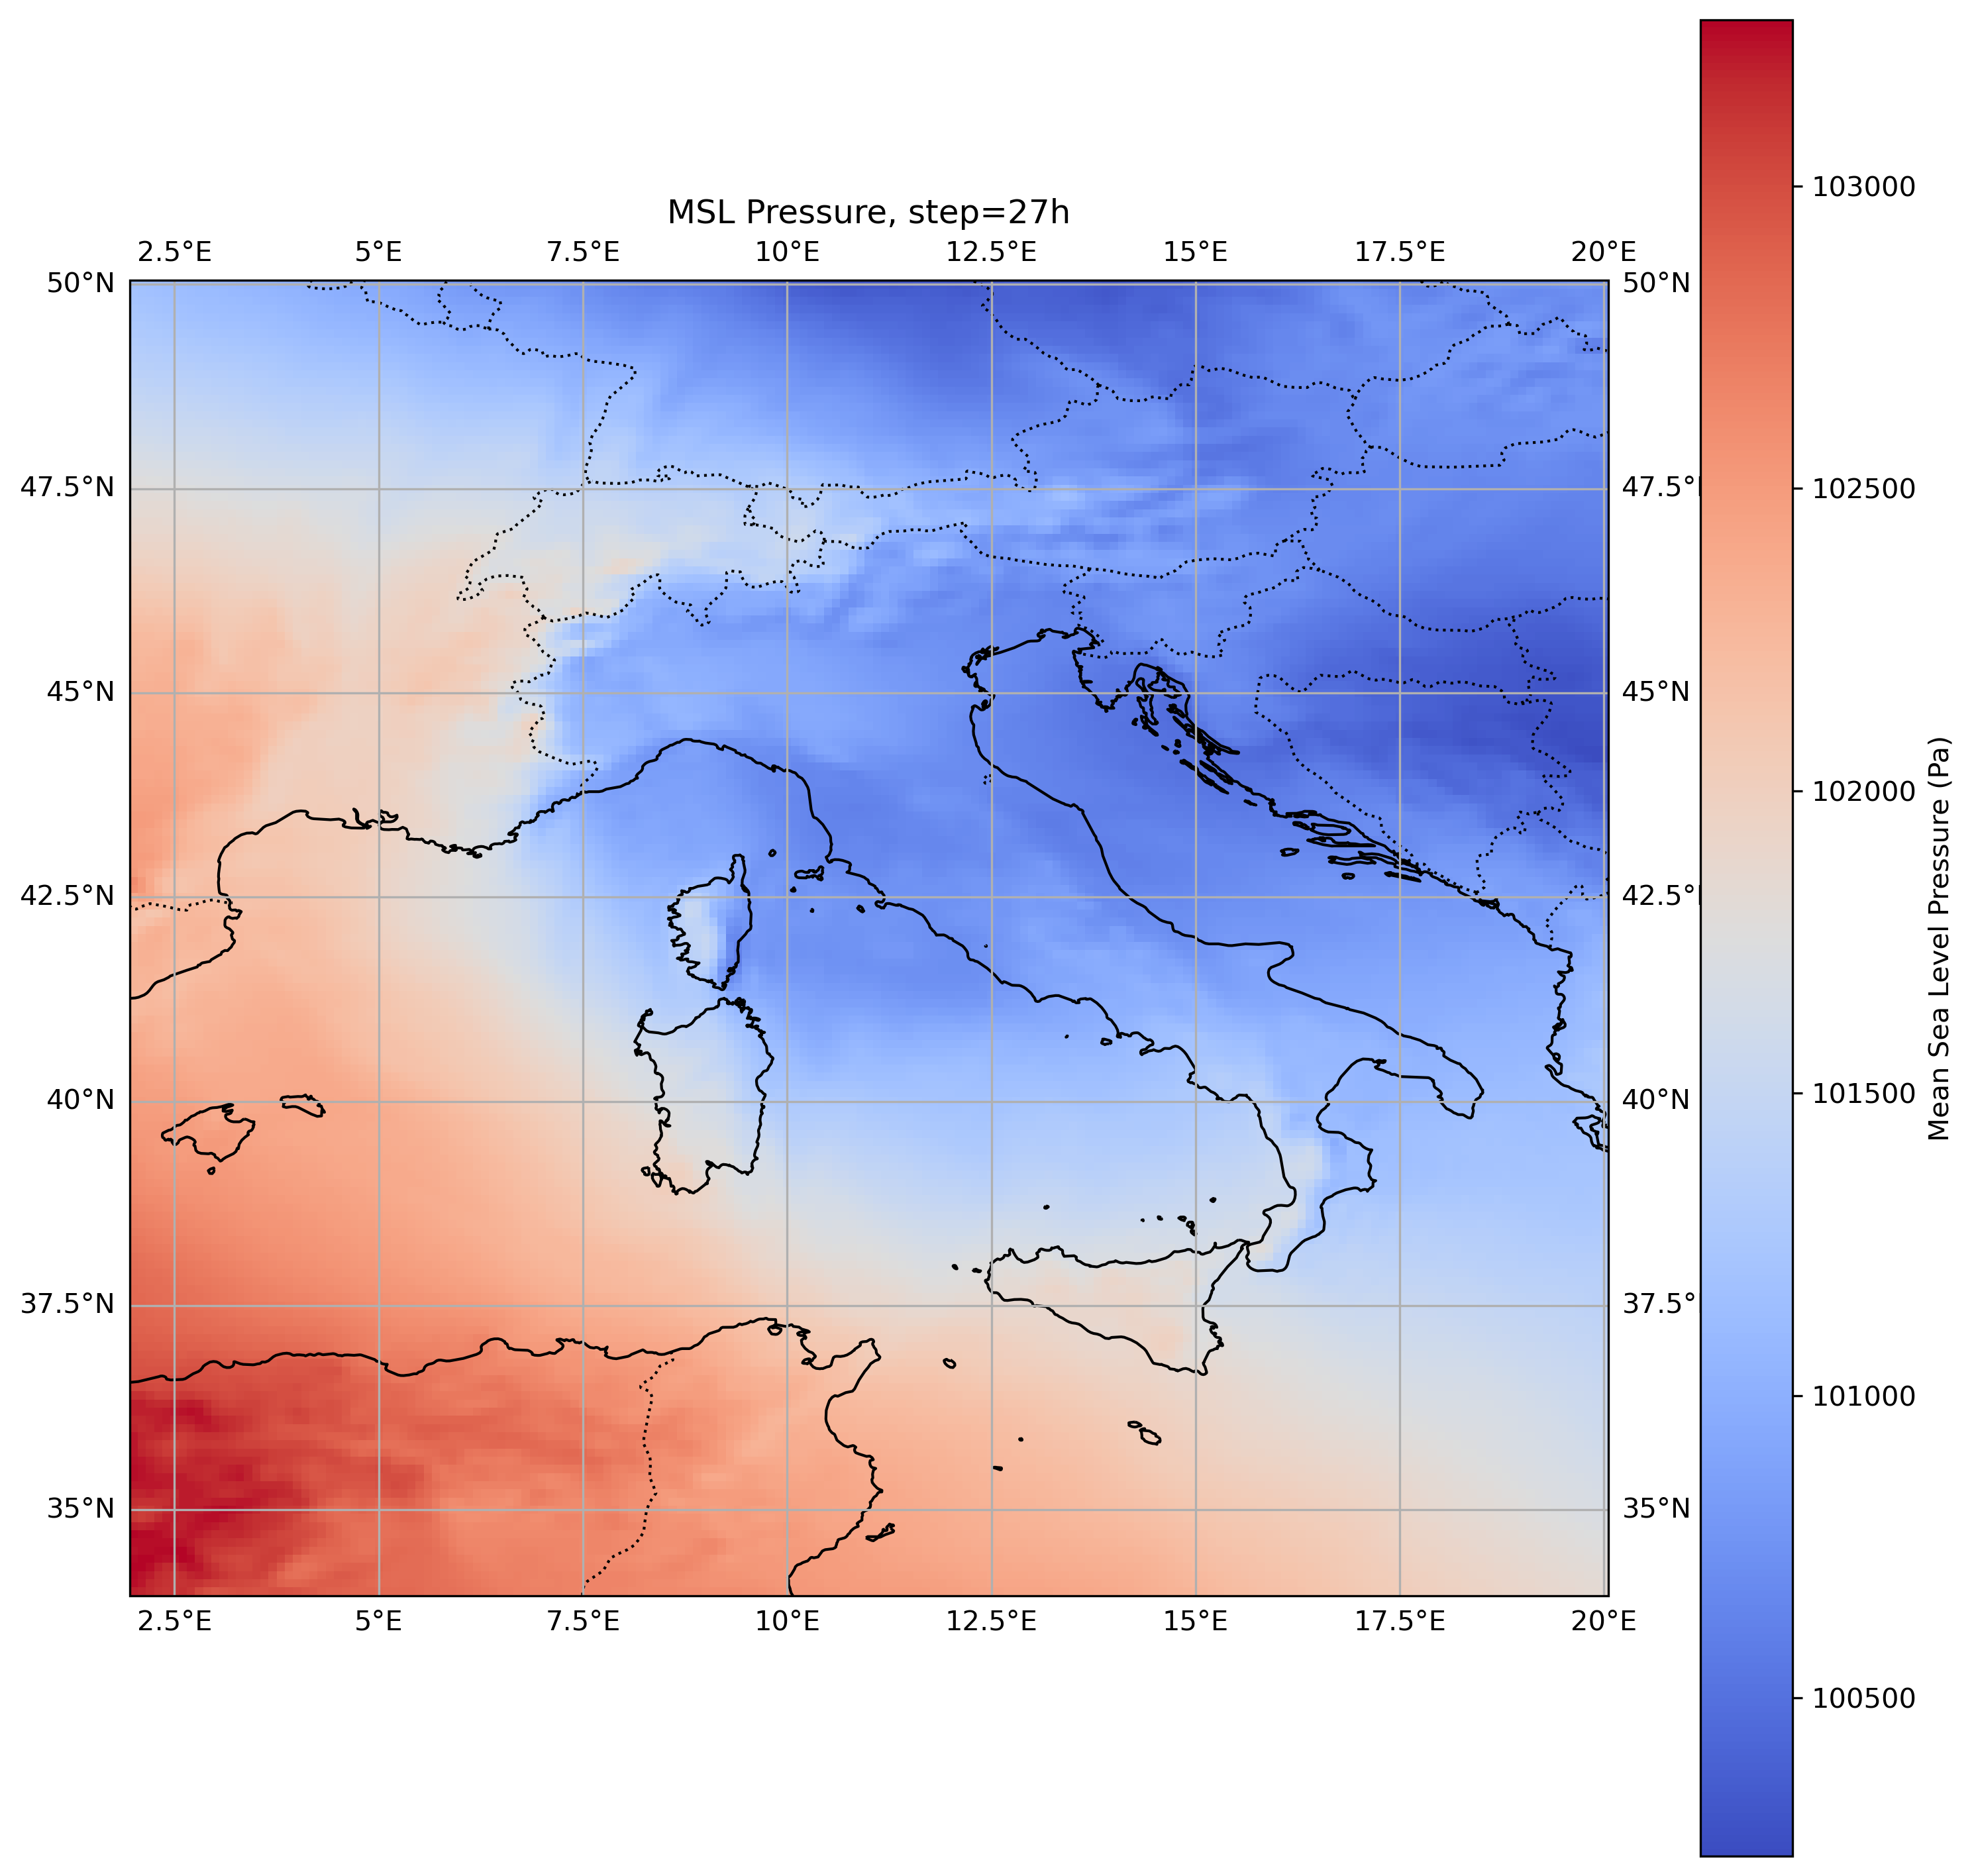 MSL Pressure, step=27h
2.5°E 5°E 7.5°E 10°E 12.5°E 15°E 17.5°E 20°E
50°N 50°N
103000
47.5°N 47.5°
102500
45°N 45°N
102000
42.5°N 42.5°
Mean Sea Level Pressure (Pa)
101500
40°N 40°N
37.5°N 37.5°
101000
35°N 35°N
2.5°E 5°E 7.5°E 10°E 12.5°E 15°E 17.5°E 20°E
100500